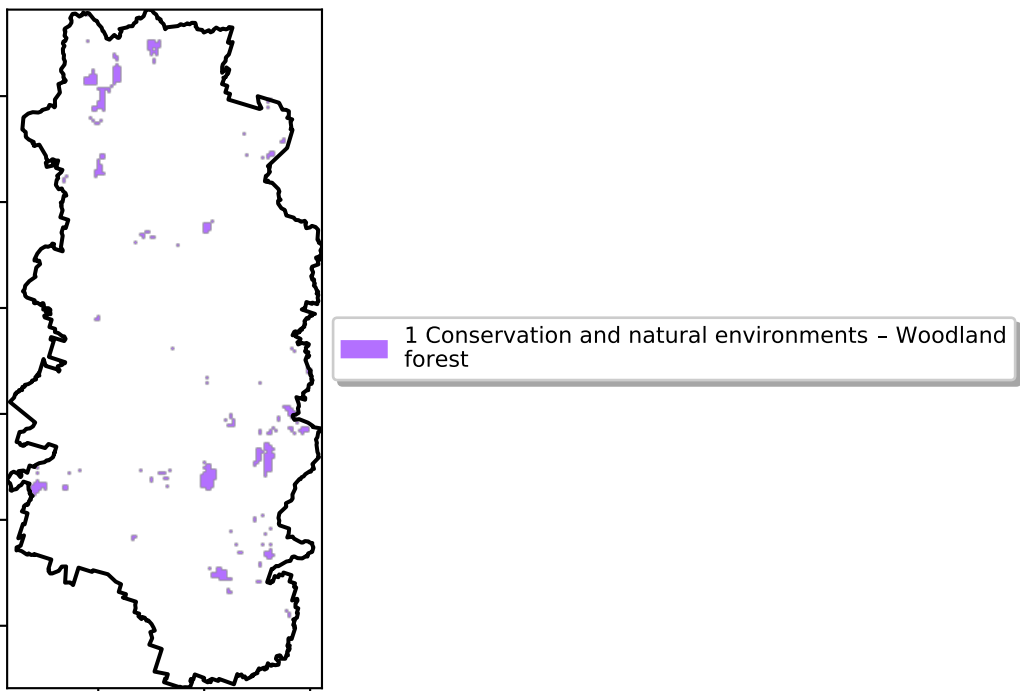 1 Conservation and natural environments – Woodland
forest